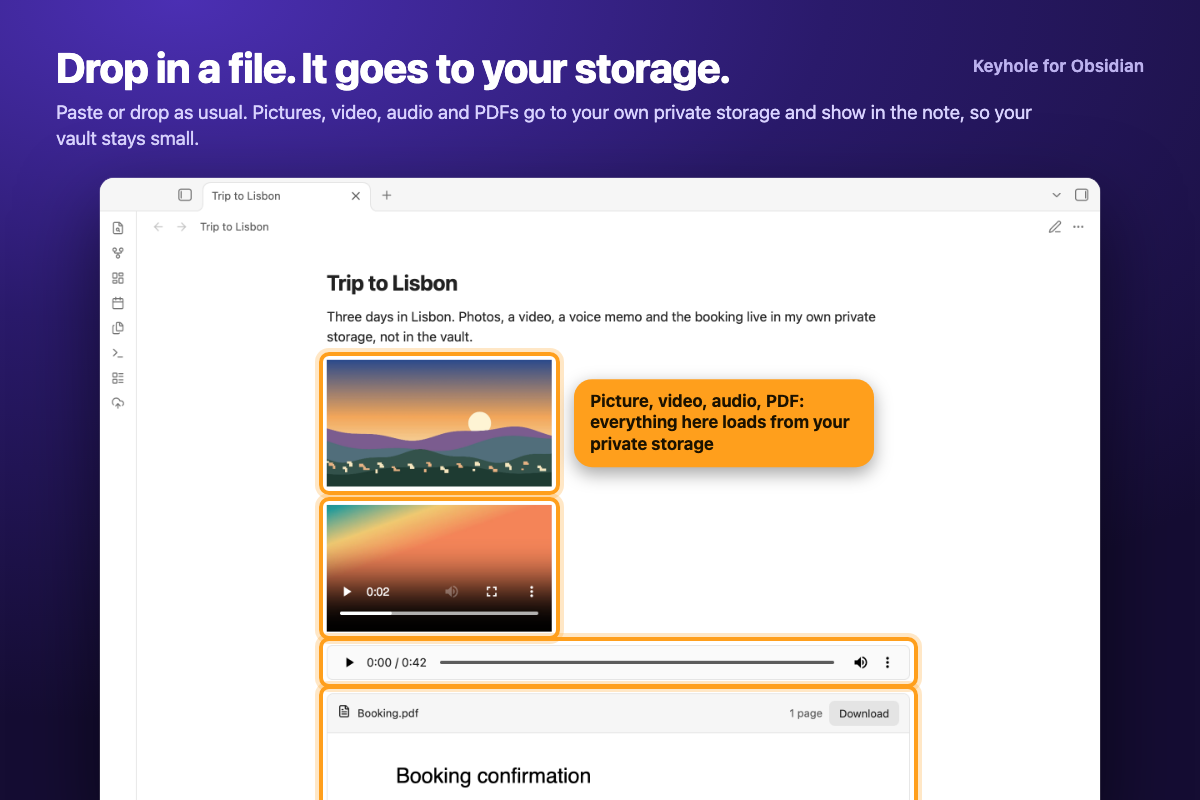 Drop in a file. It goes to your storage.
Keyhole for Obsidian
Paste or drop as usual. Pictures, video, audio and PDFs go to your own private storage and show in the note, so your
vault stays small.
Trip to Lisbon
Trip to Lisbon
Trip to Lisbon
Three days in Lisbon. Photos, a video, a voice memo and the booking live in my own private
storage, not in the vault.
Picture, video, audio, PDF:
everything here loads from your
private storage
0:02
0:00 / 0:42
Booking.pdf
1 page
Download
Booking confirmation